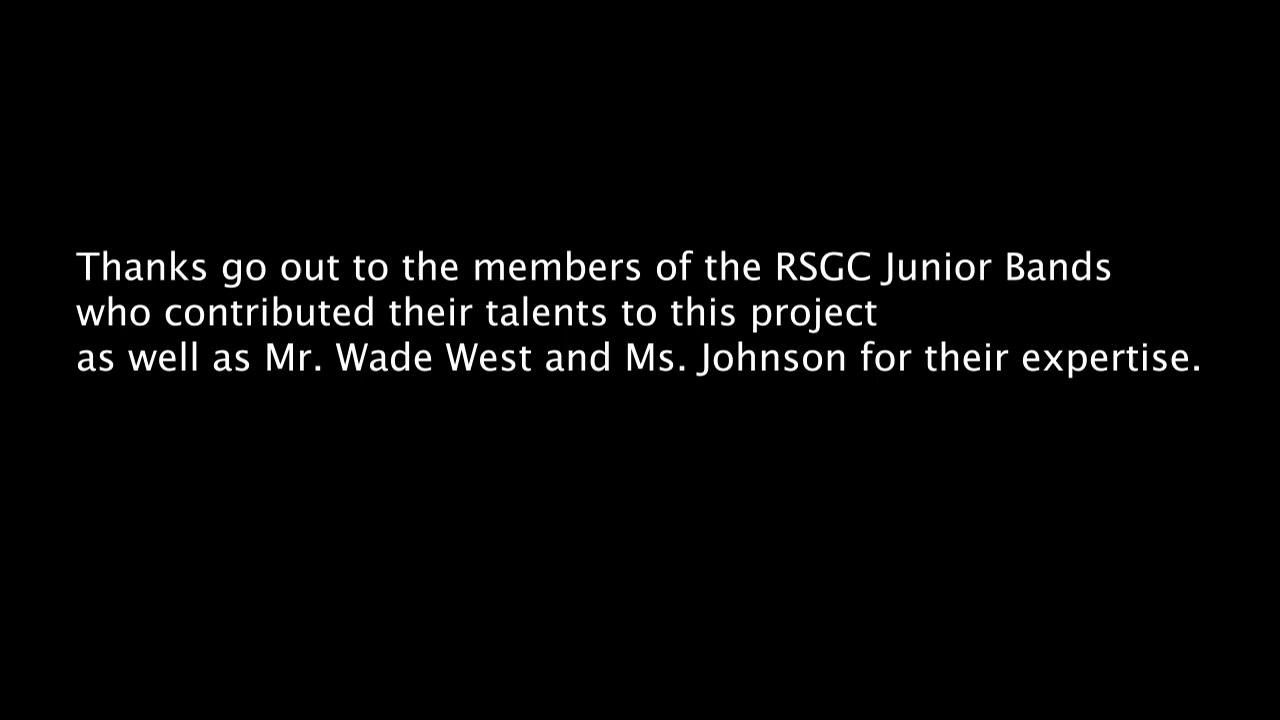 Thanks go out to the members of the RSGC Junior Bands
who contributed their talents to this project
as well as Mr. Wade West and Ms. Johnson for their expertise.